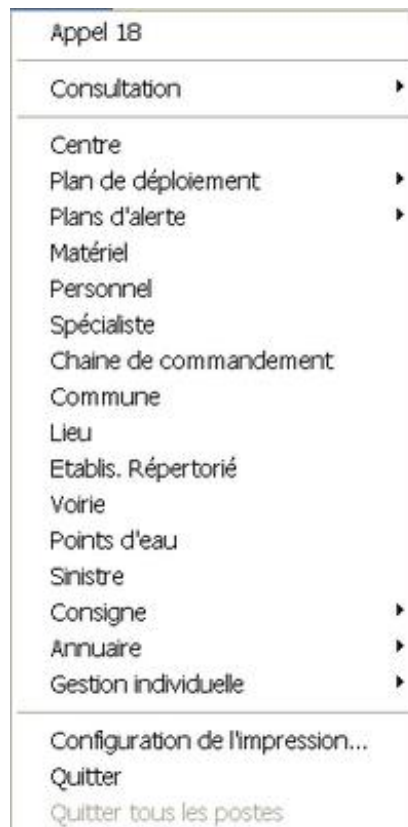 Appel 18
Consultation
Centre
Plan de déploiement
Plans d'alerte
Matériel
Personnel
Spécialiste
Chaine de commandement
Commune
Lieu
Etablis. Répertorié
Voirie
Points d'eau
Sinistre
Consigne
Annuaire
Gestion individuelle
Configuration de l'impression...
Quitter
Quitter tous les postes